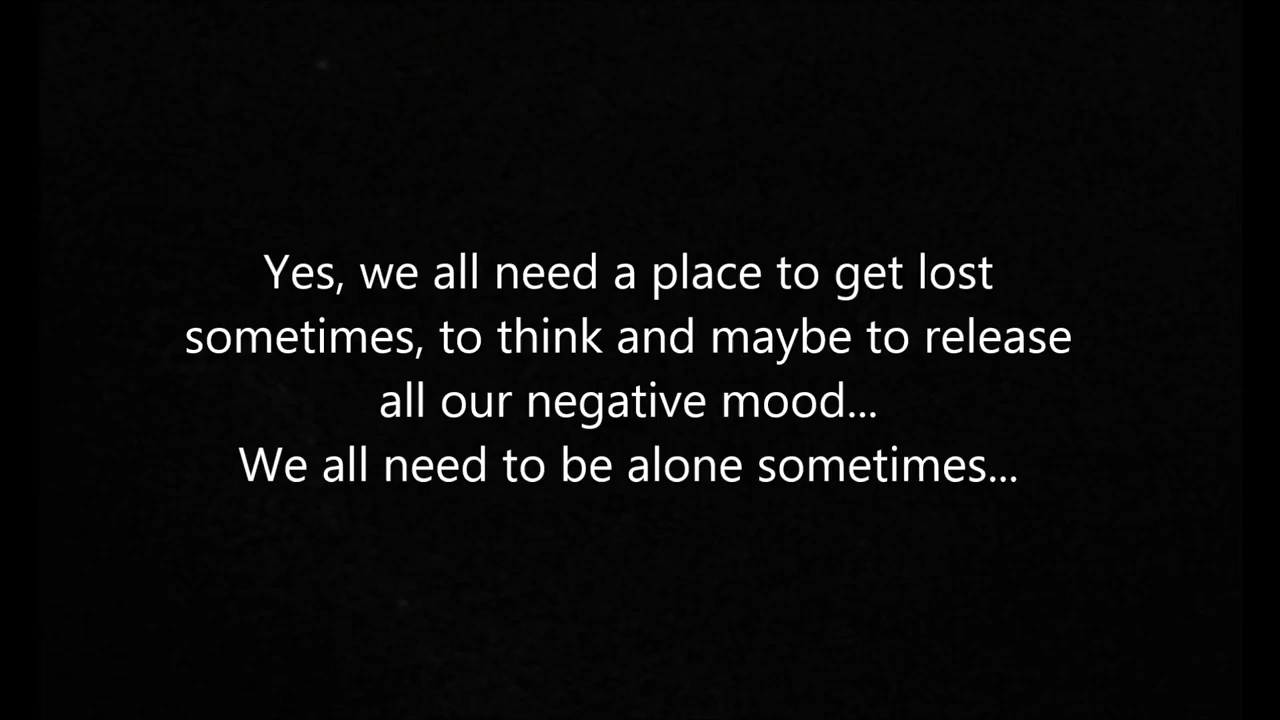 Yes, we all need a place to get lost
sometimes, to think and maybe to release
all our negative mood...
We all need to be alone sometimes...